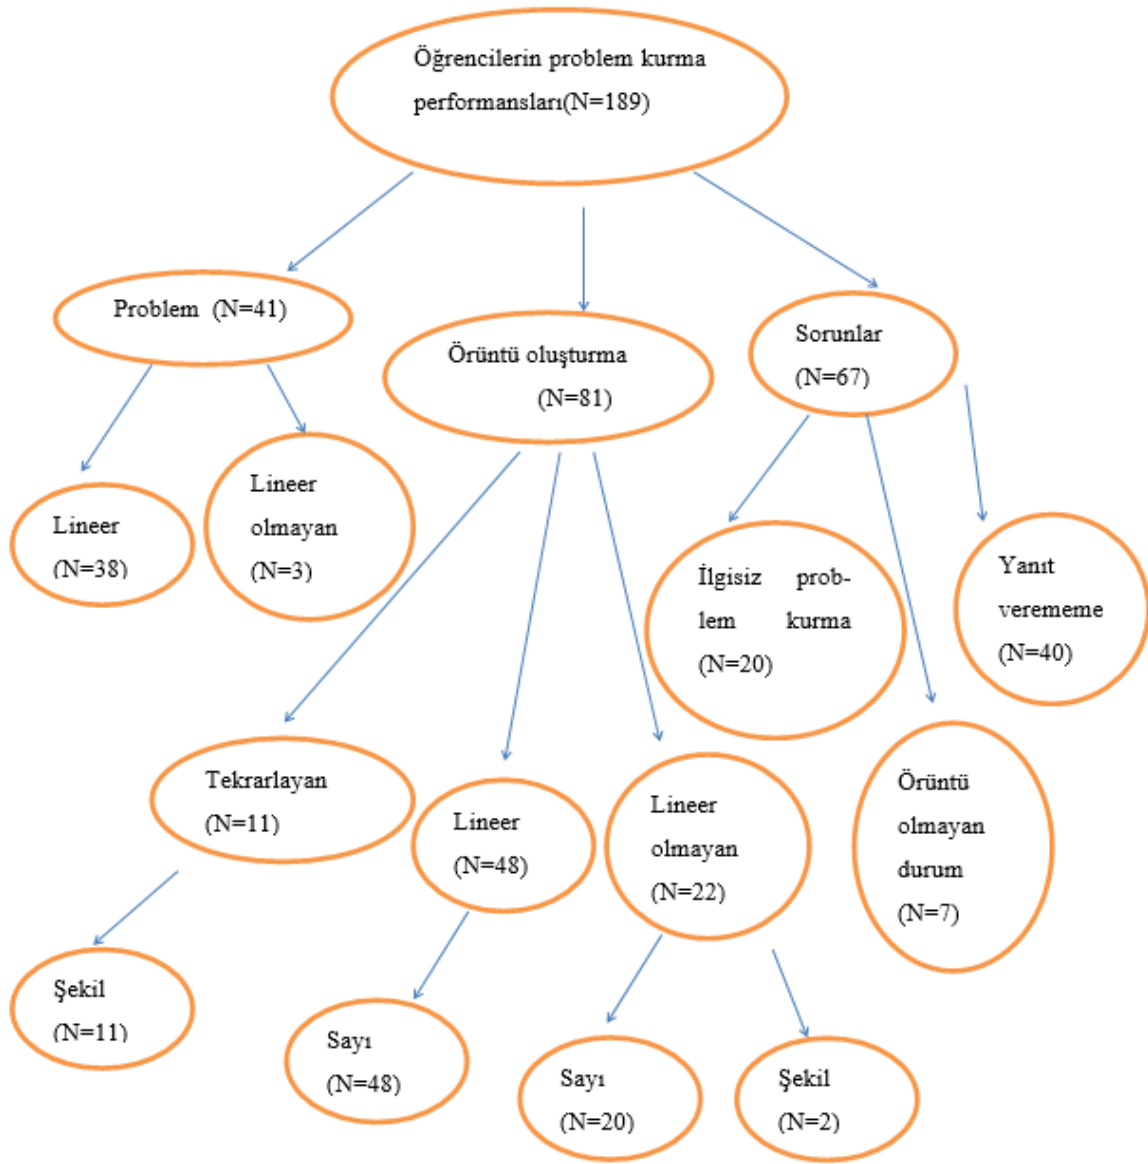 Öğrencilerin problem kurma
performansları(N=189)
Problem (N=41)
Örüntü oluşturma
(N=81)
Sorunlar
(N=67)
Lineer
(N=38)
Lineer
olmayan
(N=3)
İlgisiz prob-
lem kurma
(N=20)
Yanıt
verememe
(N=40)
Tekrarlayan
(N=11)
Lineer
(N=48)
Lineer
olmayan
(N=22)
Örüntü
olmayan
durum
(N=7)
Şekil
(N=11)
Sayı
(N=48)
Sayı
(N=20)
Şekil
(N=2)